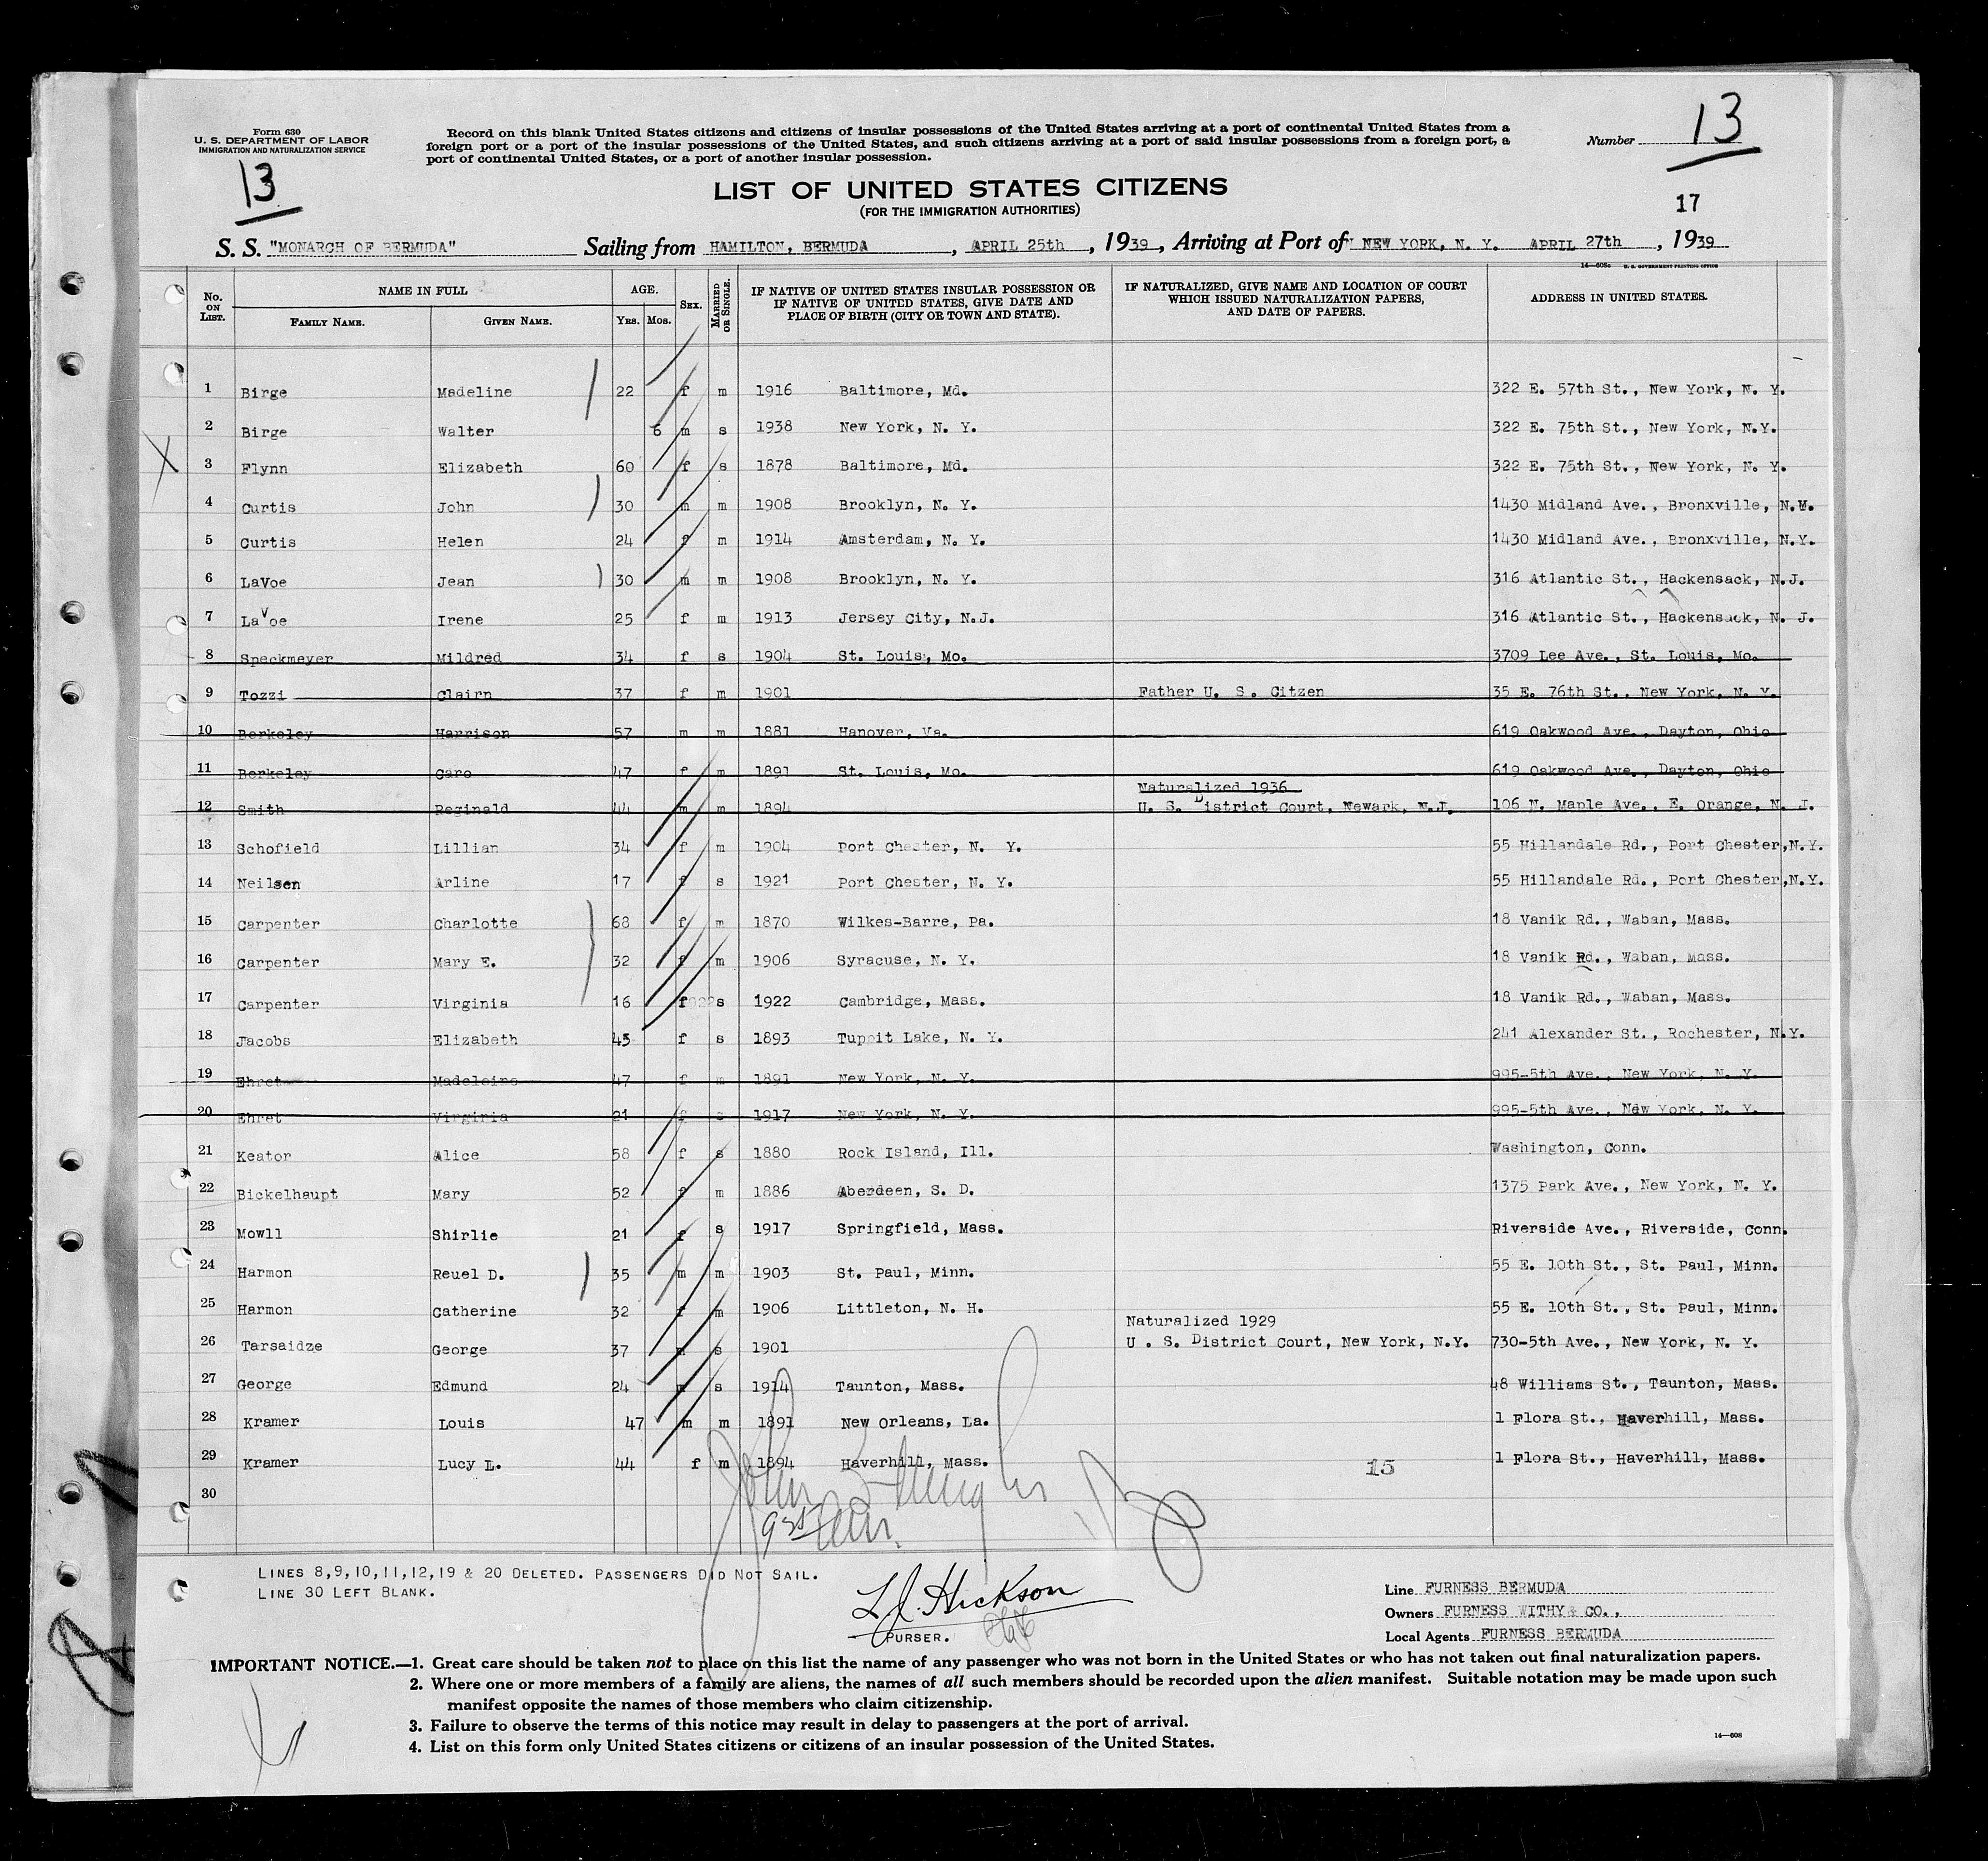 Form 630
U. S. DEPARTMENT OF LABOR
IMMIGRATION AND NATURALIZATION SERVICE
13
Record on this blank United States citizens and citizens of insular possessions of the United States arriving at a port of continental United States from a
foreign port or a port of the insular possessions of the United States, and such citizens arriving at a port of said insular possessions from a foreign port, a
port of continental United States, or a port of another insular possession.
Number 13
LIST OF UNITED STATES CITIZENS
(FOR THE IMMIGRATION AUTHORITIES)
17
S. S. "MONARCH OF BERMUDA" Sailing from HAMILTON, BERMUDA , APRIL 25th , 1939 , Arriving at Port of NEW YORK, N. Y. APRIL 27th , 1939
14—608a U. S. GOVERNMENT PRINTING OFFICE
No. ON LIST. NAME IN FULL FAMILY NAME. GIVEN NAME. AGE. YRS. MOS. SEX. MARRIED OR SINGLE. IF NATIVE OF UNITED STATES INSULAR POSSESSION OR IF NATIVE OF UNITED STATES, GIVE DATE AND PLACE OF BIRTH (CITY OR TOWN AND STATE). IF NATURALIZED, GIVE NAME AND LOCATION OF COURT WHICH ISSUED NATURALIZATION PAPERS, AND DATE OF PAPERS. ADDRESS IN UNITED STATES.
1 Birge Madeline 22 f m 1916 Baltimore, Md. 322 E. 57th St., New York, N. Y.
2 Birge Walter 6 m s 1938 New York, N. Y. 322 E. 75th St., New York, N.Y.
3 Flynn Elizabeth 60 f s 1878 Baltimore, Md. 322 E. 75th St., New York, N. Y.
4 Curtis John 30 m m 1908 Brooklyn, N. Y. 1430 Midland Ave., Bronxville, N.Y.
5 Curtis Helen 24 f m 1914 Amsterdam, N. Y. 1430 Midland Ave., Bronxville, N.Y.
6 LaVoe Jean 30 m m 1908 Brooklyn, N. Y. 316 Atlantic St., Hackensack, N.J.
7 LaVoe Irene 25 f m 1913 Jersey City, N.J. 316 Atlantic St., Hackensack, N. J.
8 Speckmeyer Mildred 34 f s 1904 St. Louis, Mo. 3709 Lee Ave., St. Louis, Mo.
9 Tozzi Clairn 37 f m 1901 Father U. S. Citzen 35 E. 76th St., New York, N. Y.
10 Berkeley Harrison 57 m m 1881 Hanover, Va. 619 Oakwood Ave., Dayton, Ohio
11 Berkeley Caro 47 f m 1891 St. Louis, Mo. 619 Oakwood Ave., Dayton, Ohio
Naturalized 1936
12 Smith Reginald 44 m m 1894 U. S. District Court, Newark, N.J. 106 N. Maple Ave., E. Orange, N. J.
13 Schofield Lillian 34 f m 1904 Port Chester, N. Y. 55 Hillandale Rd., Port Chester,N.Y.
14 Neilsen Arline 17 f s 1921 Port Chester, N. Y. 55 Hillandale Rd., Port Chester,N.Y.
15 Carpenter Charlotte 68 f m 1870 Wilkes-Barre, Pa. 18 Vanik Rd., Waban, Mass.
16 Carpenter Mary E. 32 f m 1906 Syracuse, N. Y. 18 Vanik Rd., Waban, Mass.
17 Carpenter Virginia 16 f s 1922 Cambridge, Mass. 18 Vanik Rd., Waban, Mass.
18 Jacobs Elizabeth 45 f s 1893 Tuppit Lake, N. Y. 241 Alexander St., Rochester, N.Y.
19 Ehret Madeleine 47 f m 1891 New York, N. Y. 995-5th Ave., New York, N. Y.
20 Ehret Virginia 21 f s 1917 New York, N. Y. 995-5th Ave., New York, N. Y.
21 Keator Alice 58 f s 1880 Rock Island, Ill. Washington, Conn.
22 Bickelhaupt Mary 52 f m 1886 Aberdeen, S. D. 1375 Park Ave., New York, N. Y.
23 Mowll Shirlie 21 f s 1917 Springfield, Mass. Riverside Ave., Riverside, Conn.
24 Harmon Reuel D. 35 m m 1903 St. Paul, Minn. 55 E. 10th St., St. Paul, Minn.
25 Harmon Catherine 32 f m 1906 Littleton, N. H. 55 E. 10th St., St. Paul, Minn.
Naturalized 1929
26 Tarsaidze George 37 m s 1901 U . S. District Court, New York, N.Y. 730-5th Ave., New York, N. Y.
27 George Edmund 24 m s 1914 Taunton, Mass. 48 Williams St., Taunton, Mass.
28 Kramer Louis 47 m m 1891 New Orleans, La. 1 Flora St., Haverhill, Mass.
29 Kramer Lucy L. 44 f m 1894 Haverhill, Mass. 1 Flora St., Haverhill, Mass.
15
30
LINES 8,9,10,11,12,19 & 20 DELETED. PASSENGERS DID NOT SAIL.
LINE 30 LEFT BLANK.
L J. Hickson
PURSER.
Line FURNESS BERMUDA
Owners FURNESS WITHY & CO.,
Local Agents FURNESS BERMUDA
IMPORTANT NOTICE.—1. Great care should be taken not to place on this list the name of any passenger who was not born in the United States or who has not taken out final naturalization papers.
2. Where one or more members of a family are aliens, the names of all such members should be recorded upon the alien manifest. Suitable notation may be made upon such
manifest opposite the names of those members who claim citizenship.
3. Failure to observe the terms of this notice may result in delay to passengers at the port of arrival.
4. List on this form only United States citizens or citizens of an insular possession of the United States.
14—608